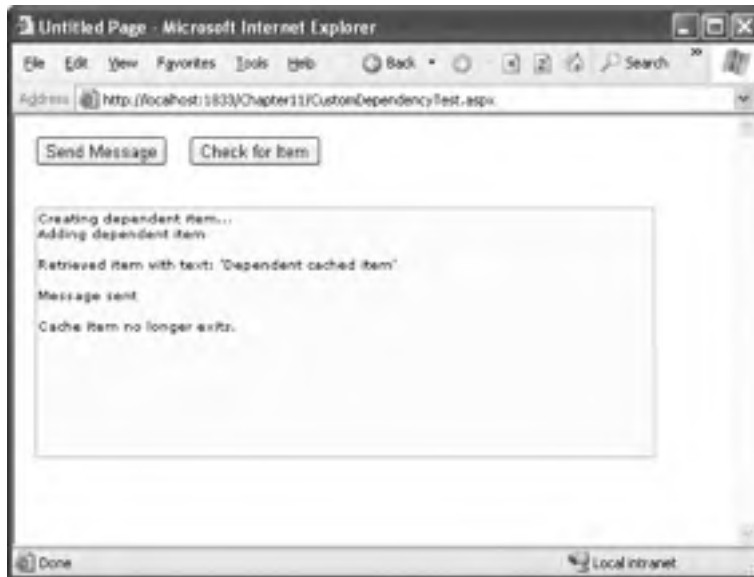 Untitled Page - Microsoft Internet Explorer
File Edit View Favorites Tools Help Back Search »
Address http://localhost:1833/Chapter11/CustomDependencyTest.aspx
Send Message Check for Item
Creating dependent item...
Adding dependent item
Retrieved item with text: 'Dependent cached item'
Message sent
Cache item no longer exits.
Done Local intranet